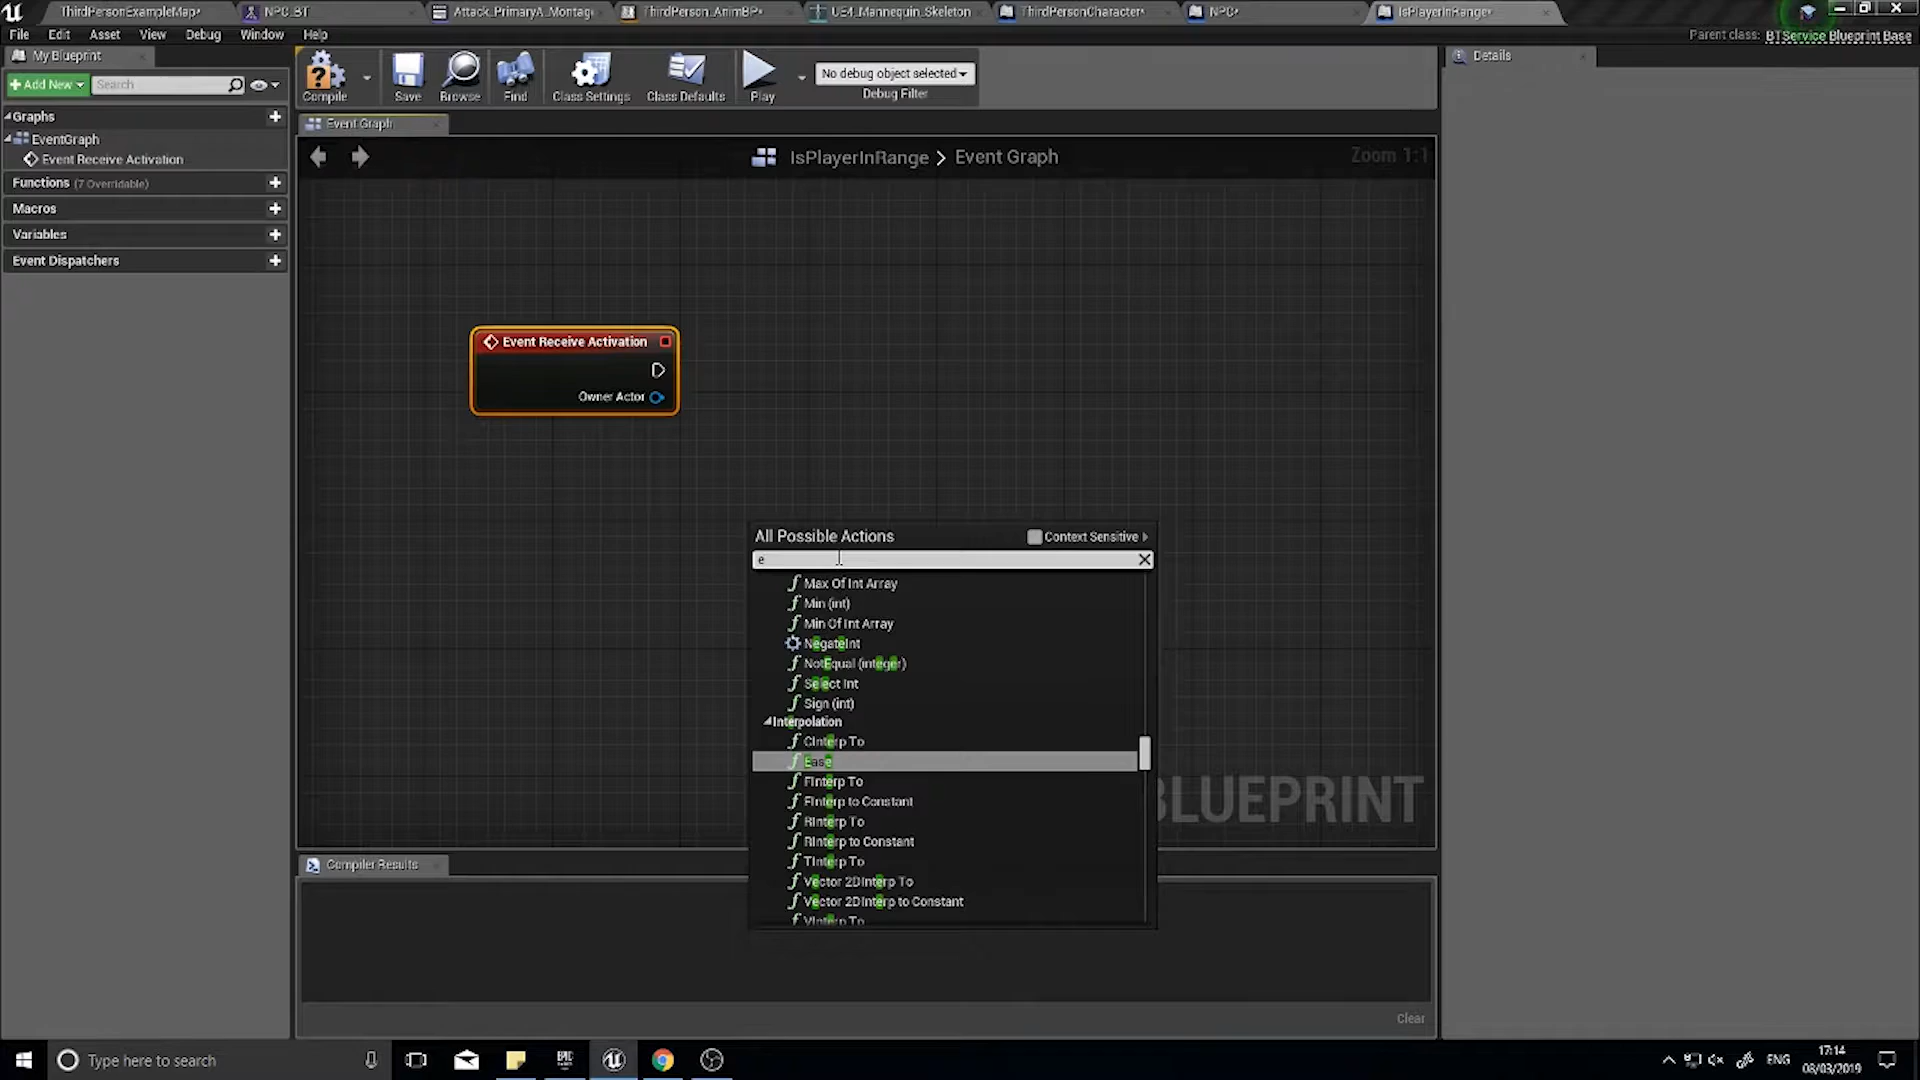 ThirdPersonExampleMap*
NPC_BT
Attack_PrimaryA_Montag
ThirdPerson_AnimBP*
UE4_Mannequin_Skeleton
ThirdPersonCharacter*
NPC*
IsPlayerInRange*
File Edit Asset View Debug Window Help
Parent class: BTService Blueprint Base
My Blueprint
Add New
Search
Compile
Save
Browse
Find
Class Settings
Class Defaults
Play
No debug object selected
Debug Filter
Details
Graphs
EventGraph
Event Receive Activation
Functions (7 Overridable)
Macros
Variables
Event Dispatchers
Event Graph
IsPlayerInRange > Event Graph
Zoom 1:1
Event Receive Activation
Owner Actor
All Possible Actions
Context Sensitive
e
Max Of Int Array
Min (int)
Min Of Int Array
NegateInt
NotEqual (integer)
Select Int
Sign (int)
Interpolation
CInterp To
Ease
FInterp To
FInterp to Constant
RInterp To
RInterp to Constant
TInterp To
Vector 2DInterp To
Vector 2DInterp to Constant
VInterp To
BLUEPRINT
Compiler Results
Clear
Type here to search
ENG
17:14
08/03/2019